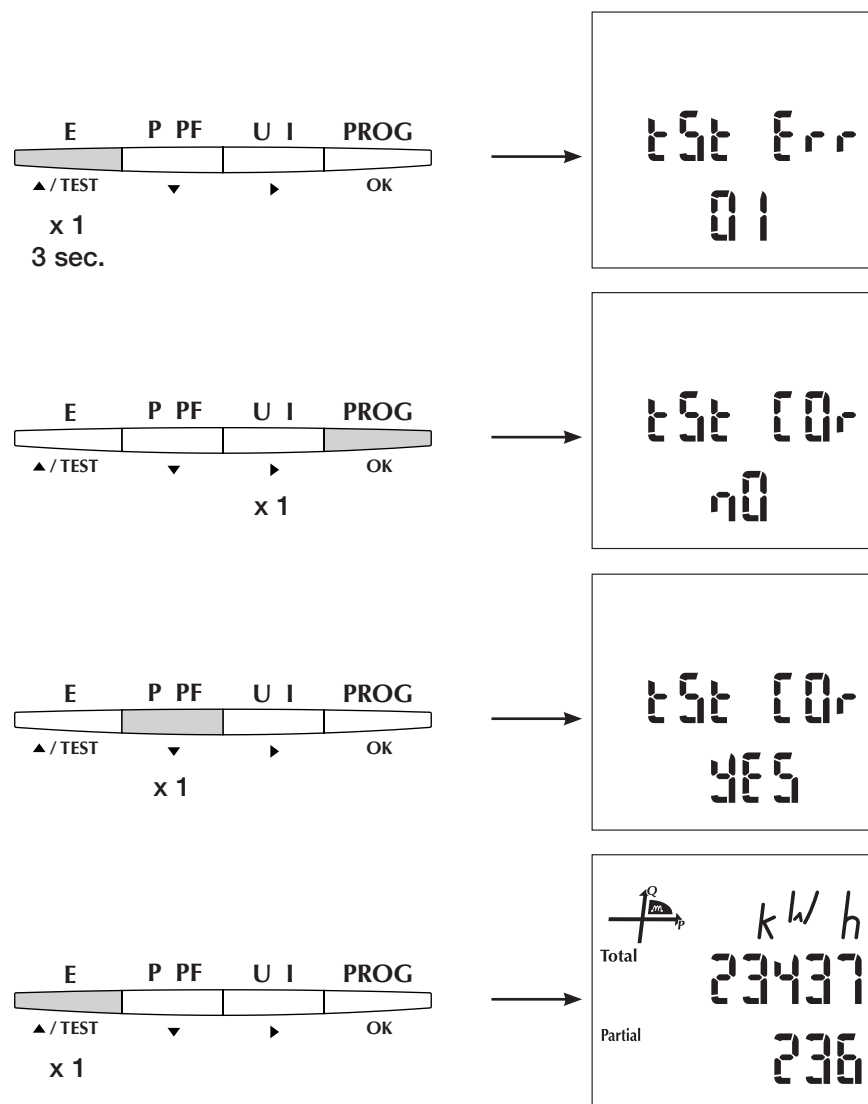 E P PF U I PROG
▲ / TEST ▼ ► OK
x 1
3 sec.
tSt Err
01
E P PF U I PROG
▲ / TEST ▼ ► OK
x 1
tSt COr
nO
E P PF U I PROG
▲ / TEST ▼ ► OK
x 1
tSt COr
YES
E P PF U I PROG
▲ / TEST ▼ ► OK
x 1
Q
P
kWh
Total
23437
Partial
236